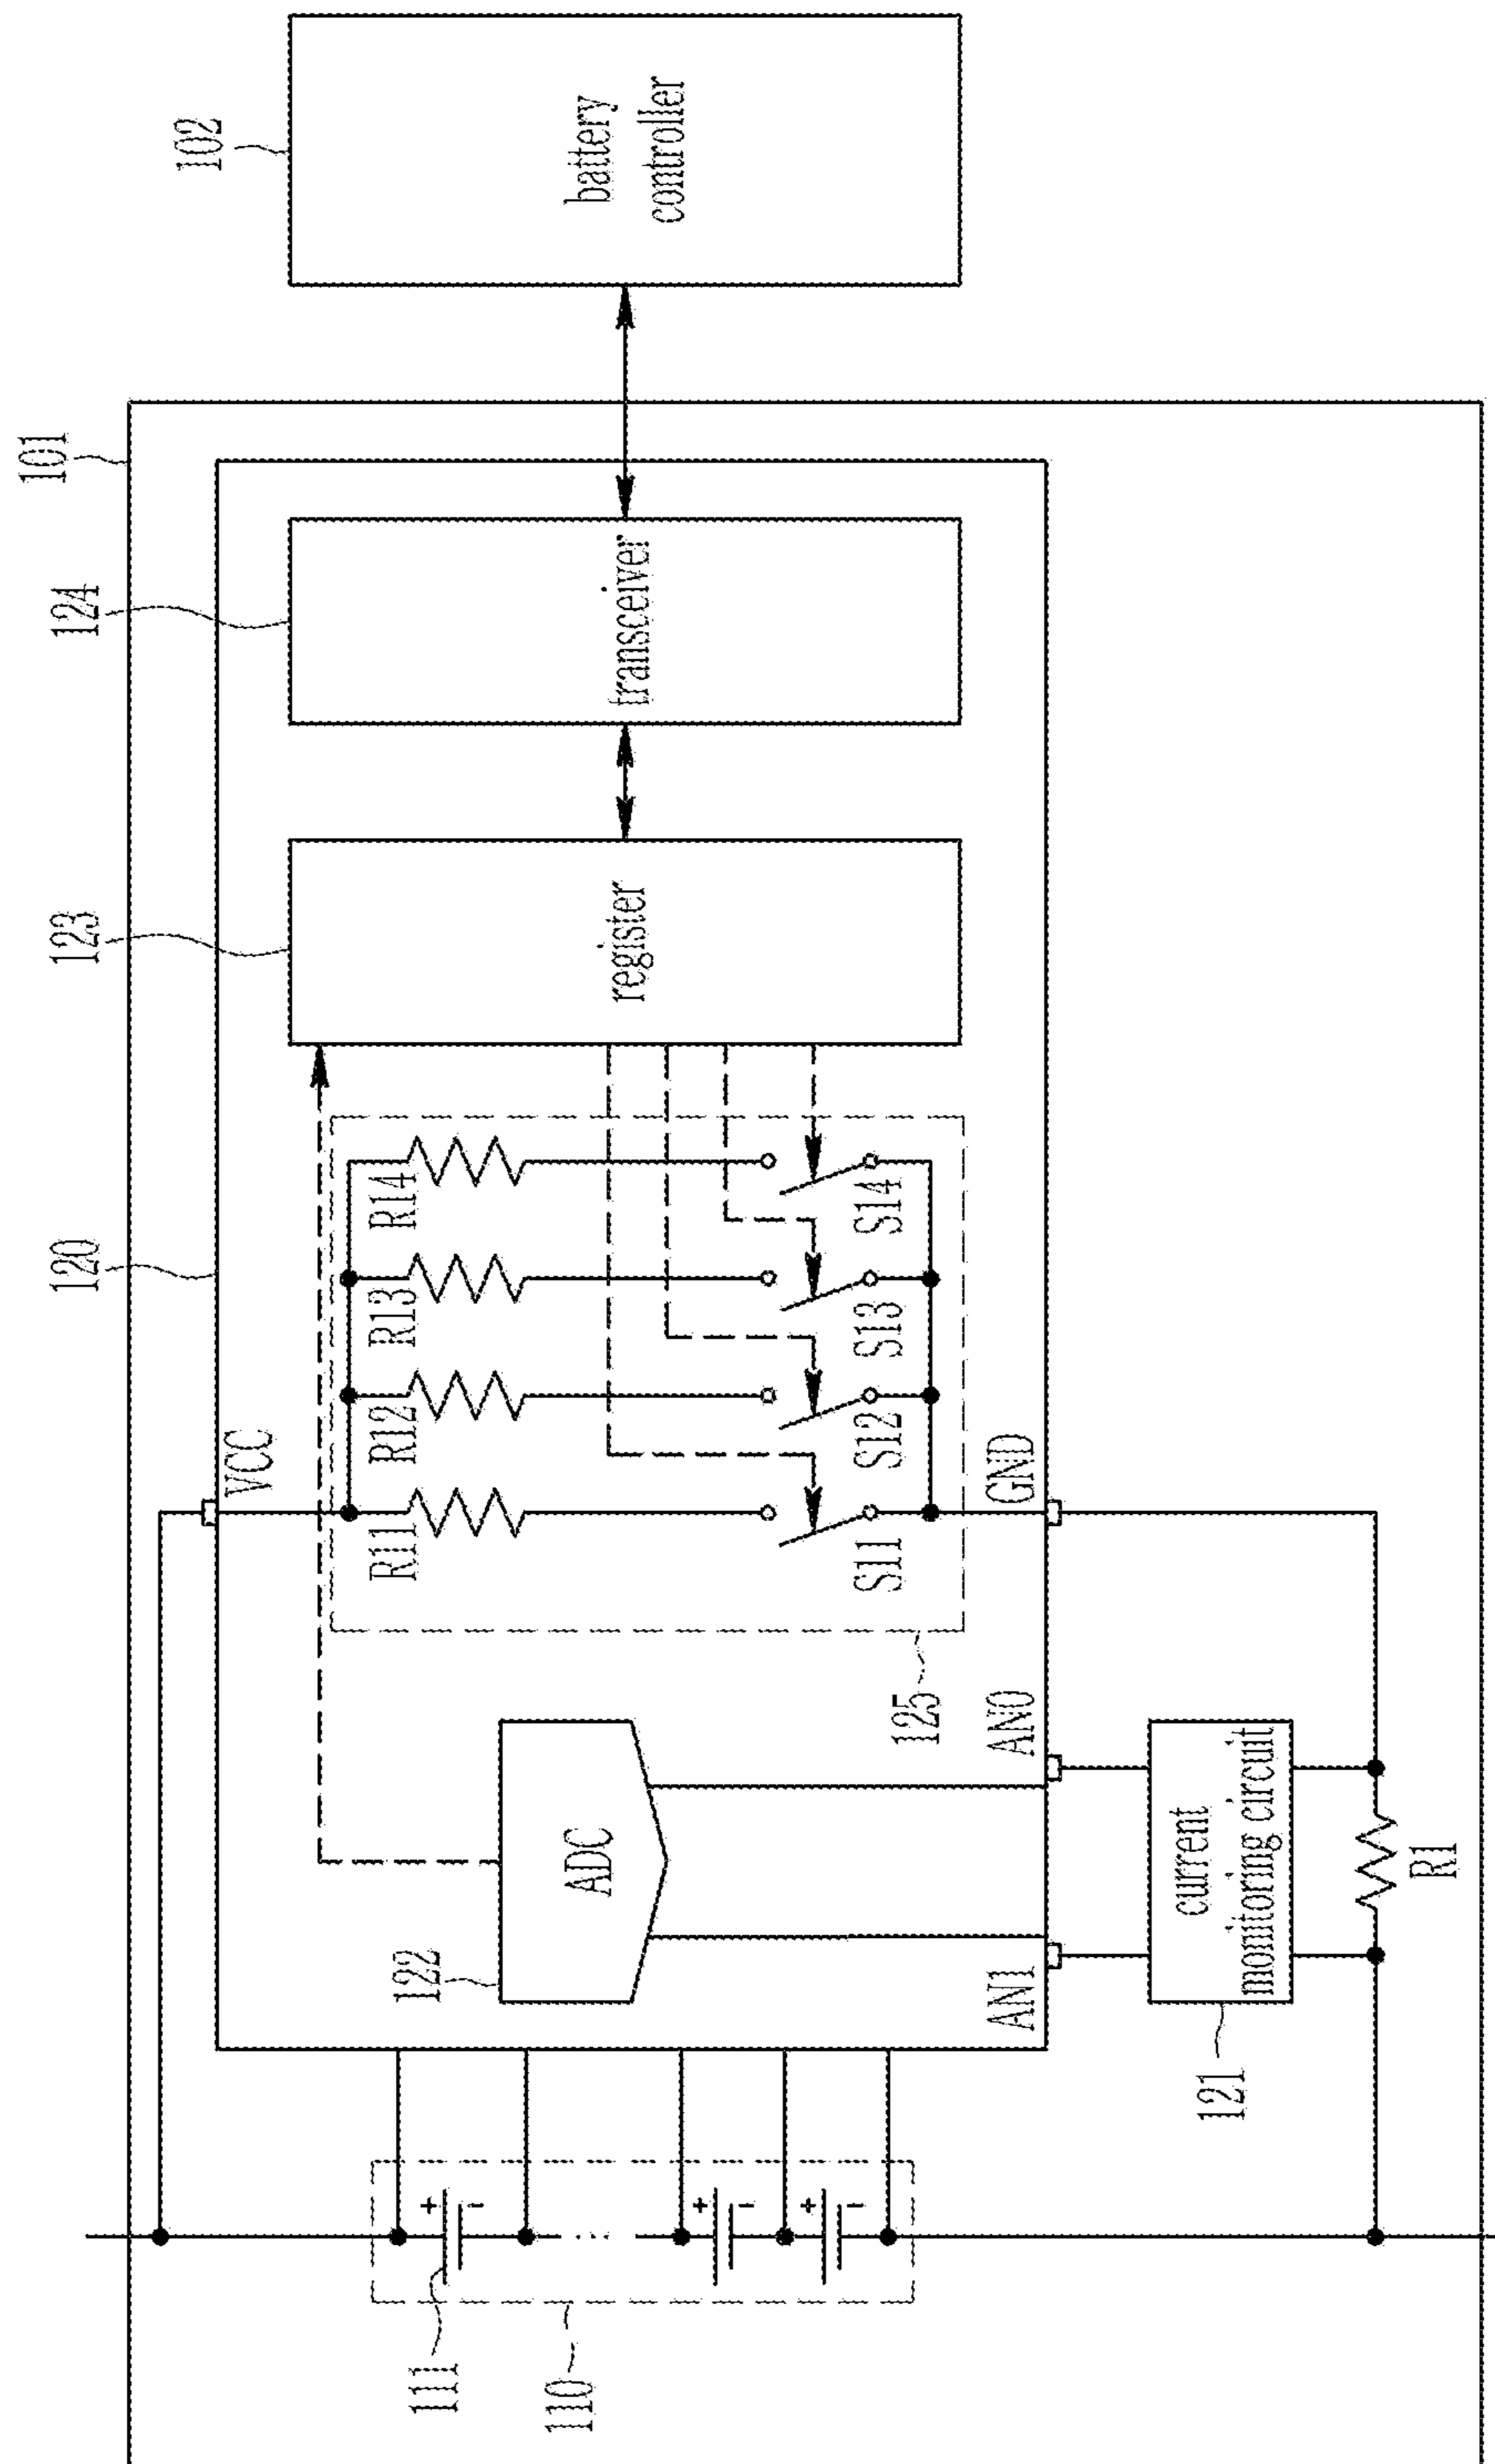 101
102
battery
controller
120
123
124
VCC
R11
R12
R13
R14
register
transceiver
111
122
ADC
S11
S12
S13
S14
110
125
AN1
AN0
GND
current
monitoring circuit
121
R1
+
-
+
-
+
-